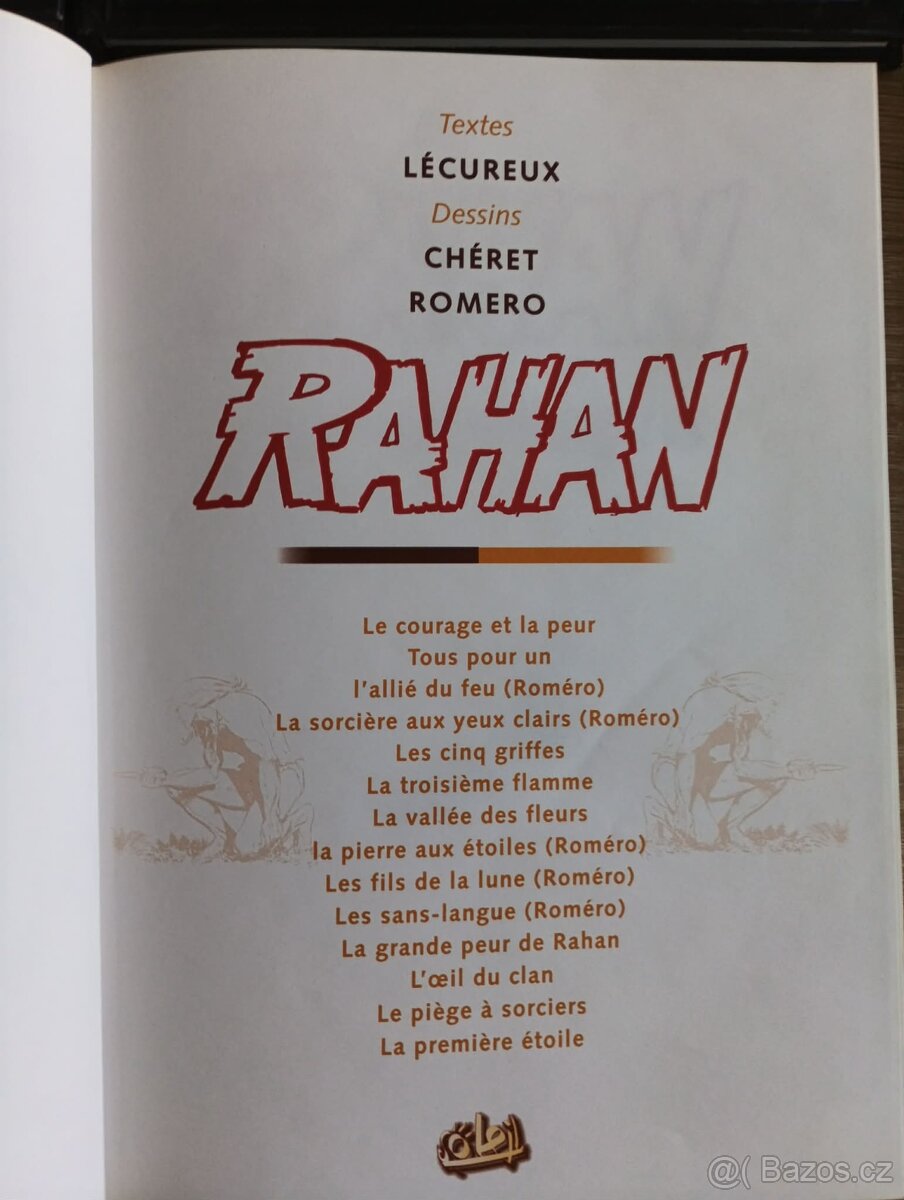 Textes
LÉCUREUX
Dessins
CHÉRET
ROMERO
RAHAN
Le courage et la peur
Tous pour un
l'allié du feu (Roméro)
La sorcière aux yeux clairs (Roméro)
Les cinq griffes
La troisième flamme
La vallée des fleurs
la pierre aux étoiles (Roméro)
Les fils de la lune (Roméro)
Les sans-langue (Roméro)
La grande peur de Rahan
L'œil du clan
Le piège à sorciers
La première étoile
@( Bazos.cz